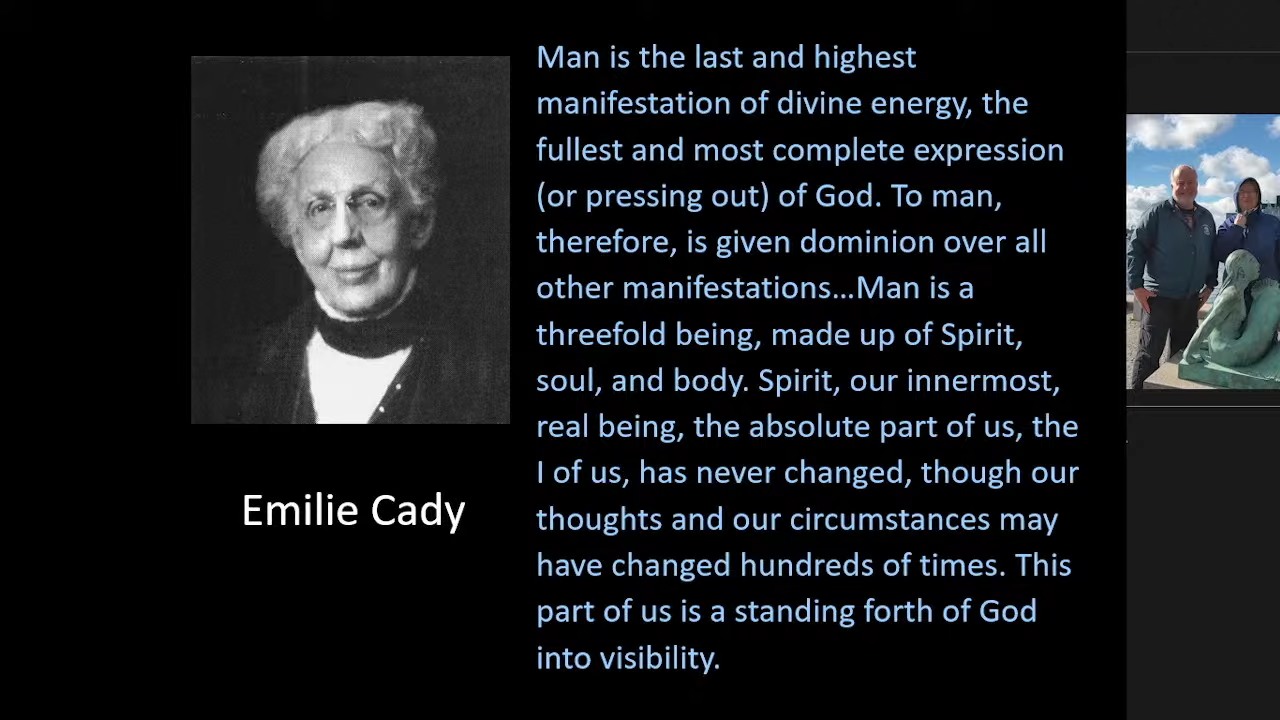 Man is the last and highest
manifestation of divine energy, the
fullest and most complete expression
(or pressing out) of God. To man,
therefore, is given dominion over all
other manifestations…Man is a
threefold being, made up of Spirit,
soul, and body. Spirit, our innermost,
real being, the absolute part of us, the
I of us, has never changed, though our
thoughts and our circumstances may
have changed hundreds of times. This
part of us is a standing forth of God
into visibility.
Emilie Cady